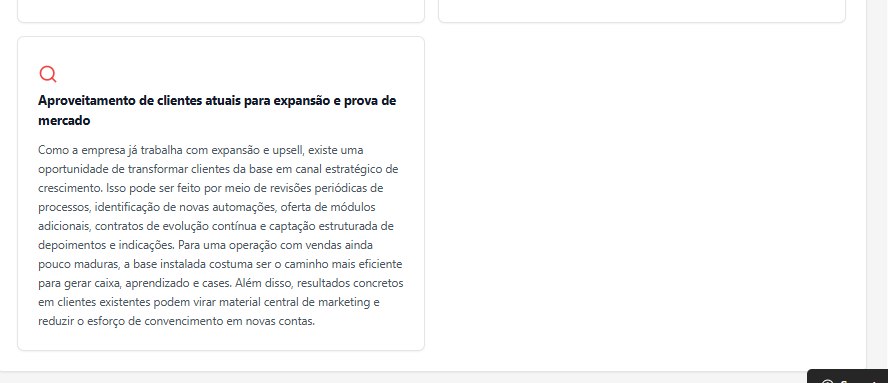 Aproveitamento de clientes atuais para expansão e prova de
mercado
Como a empresa já trabalha com expansão e upsell, existe uma
oportunidade de transformar clientes da base em canal estratégico de
crescimento. Isso pode ser feito por meio de revisões periódicas de
processos, identificação de novas automações, oferta de módulos
adicionais, contratos de evolução contínua e captação estruturada de
depoimentos e indicações. Para uma operação com vendas ainda
pouco maduras, a base instalada costuma ser o caminho mais eficiente
para gerar caixa, aprendizado e cases. Além disso, resultados concretos
em clientes existentes podem virar material central de marketing e
reduzir o esforço de convencimento em novas contas.